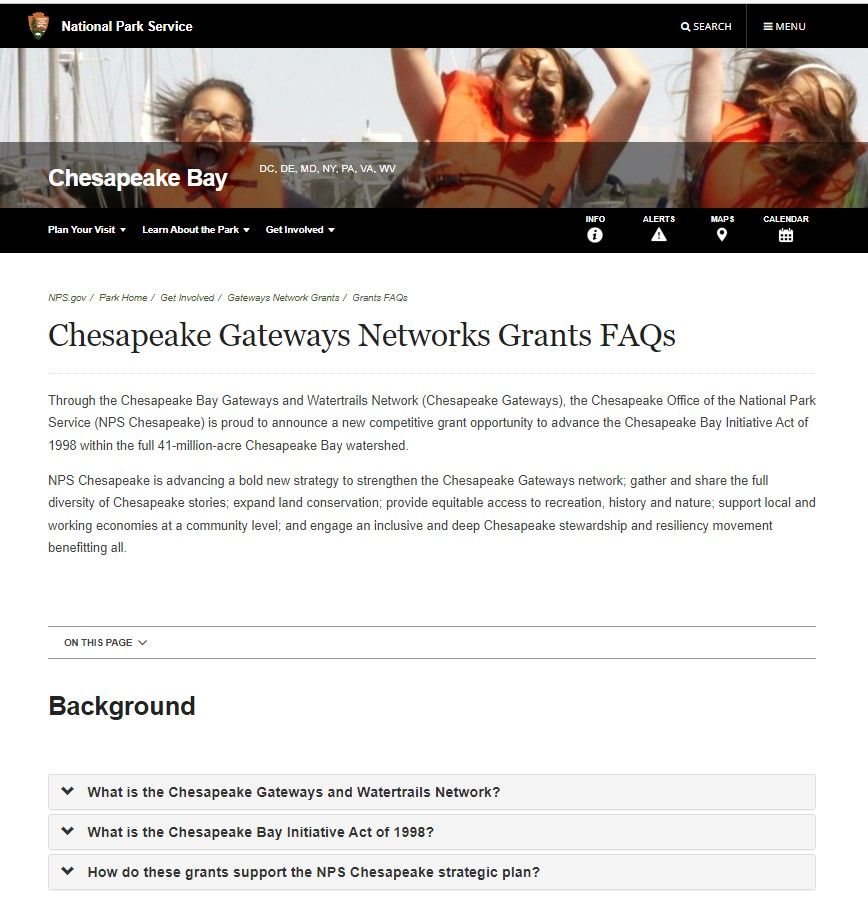 National Park Service
SEARCH
MENU
Chesapeake Bay
DC, DE, MD, NY, PA, VA, WV
Plan Your Visit
Learn About the Park
Get Involved
INFO
ALERTS
MAPS
CALENDAR
NPS.gov / Park Home / Get Involved / Gateways Network Grants / Grants FAQs
Chesapeake Gateways Networks Grants FAQs
Through the Chesapeake Bay Gateways and Watertrails Network (Chesapeake Gateways), the Chesapeake Office of the National Park
Service (NPS Chesapeake) is proud to announce a new competitive grant opportunity to advance the Chesapeake Bay Initiative Act of
1998 within the full 41-million-acre Chesapeake Bay watershed.
NPS Chesapeake is advancing a bold new strategy to strengthen the Chesapeake Gateways network; gather and share the full
diversity of Chesapeake stories; expand land conservation; provide equitable access to recreation, history and nature; support local and
working economies at a community level; and engage an inclusive and deep Chesapeake stewardship and resiliency movement
benefitting all.
ON THIS PAGE
Background
What is the Chesapeake Gateways and Watertrails Network?
What is the Chesapeake Bay Initiative Act of 1998?
How do these grants support the NPS Chesapeake strategic plan?